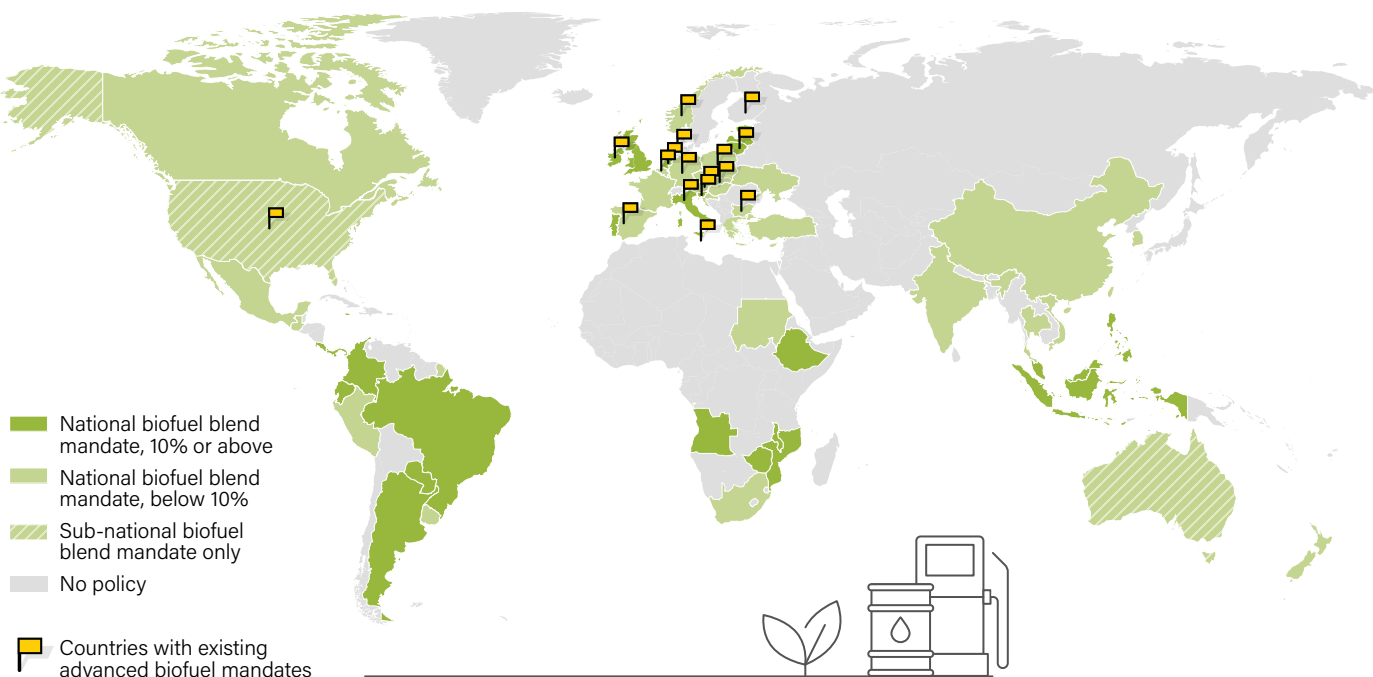 National biofuel blend
mandate, 10% or above
National biofuel blend
mandate, below 10%
Sub-national biofuel
blend mandate only
No policy
Countries with existing
advanced biofuel mandates